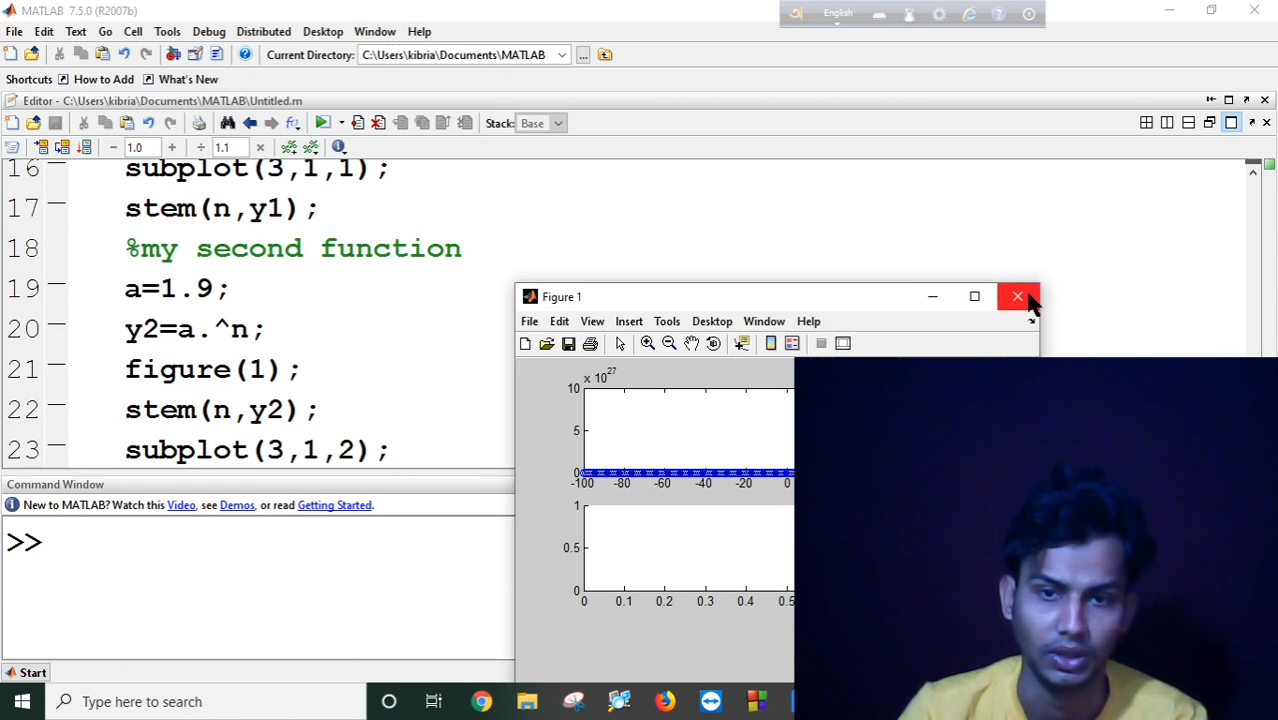 MATLAB 7.5.0 (R2007b)
English
File Edit Text Go Cell Tools Debug Distributed Desktop Window Help
Current Directory: C:\Users\kibria\Documents\MATLAB ...
Shortcuts How to Add What's New
Editor - C:\Users\kibria\Documents\MATLAB\Untitled.m
Stack: Base
- 1.0 + ÷ 1.1 ×
16 subplot(3,1,1);
17 stem(n,y1);
18 %my second function
19 a=1.9;
20 y2=a.^n;
21 figure(1);
22 stem(n,y2);
23 subplot(3,1,2);
Figure 1
File Edit View Insert Tools Desktop Window Help
x 10^27
10
5
0
-100 -80 -60 -40 -20 0
1
0.5
0
0 0.1 0.2 0.3 0.4 0.5
Command Window
New to MATLAB? Watch this Video, see Demos, or read Getting Started.
>>
Start
Type here to search